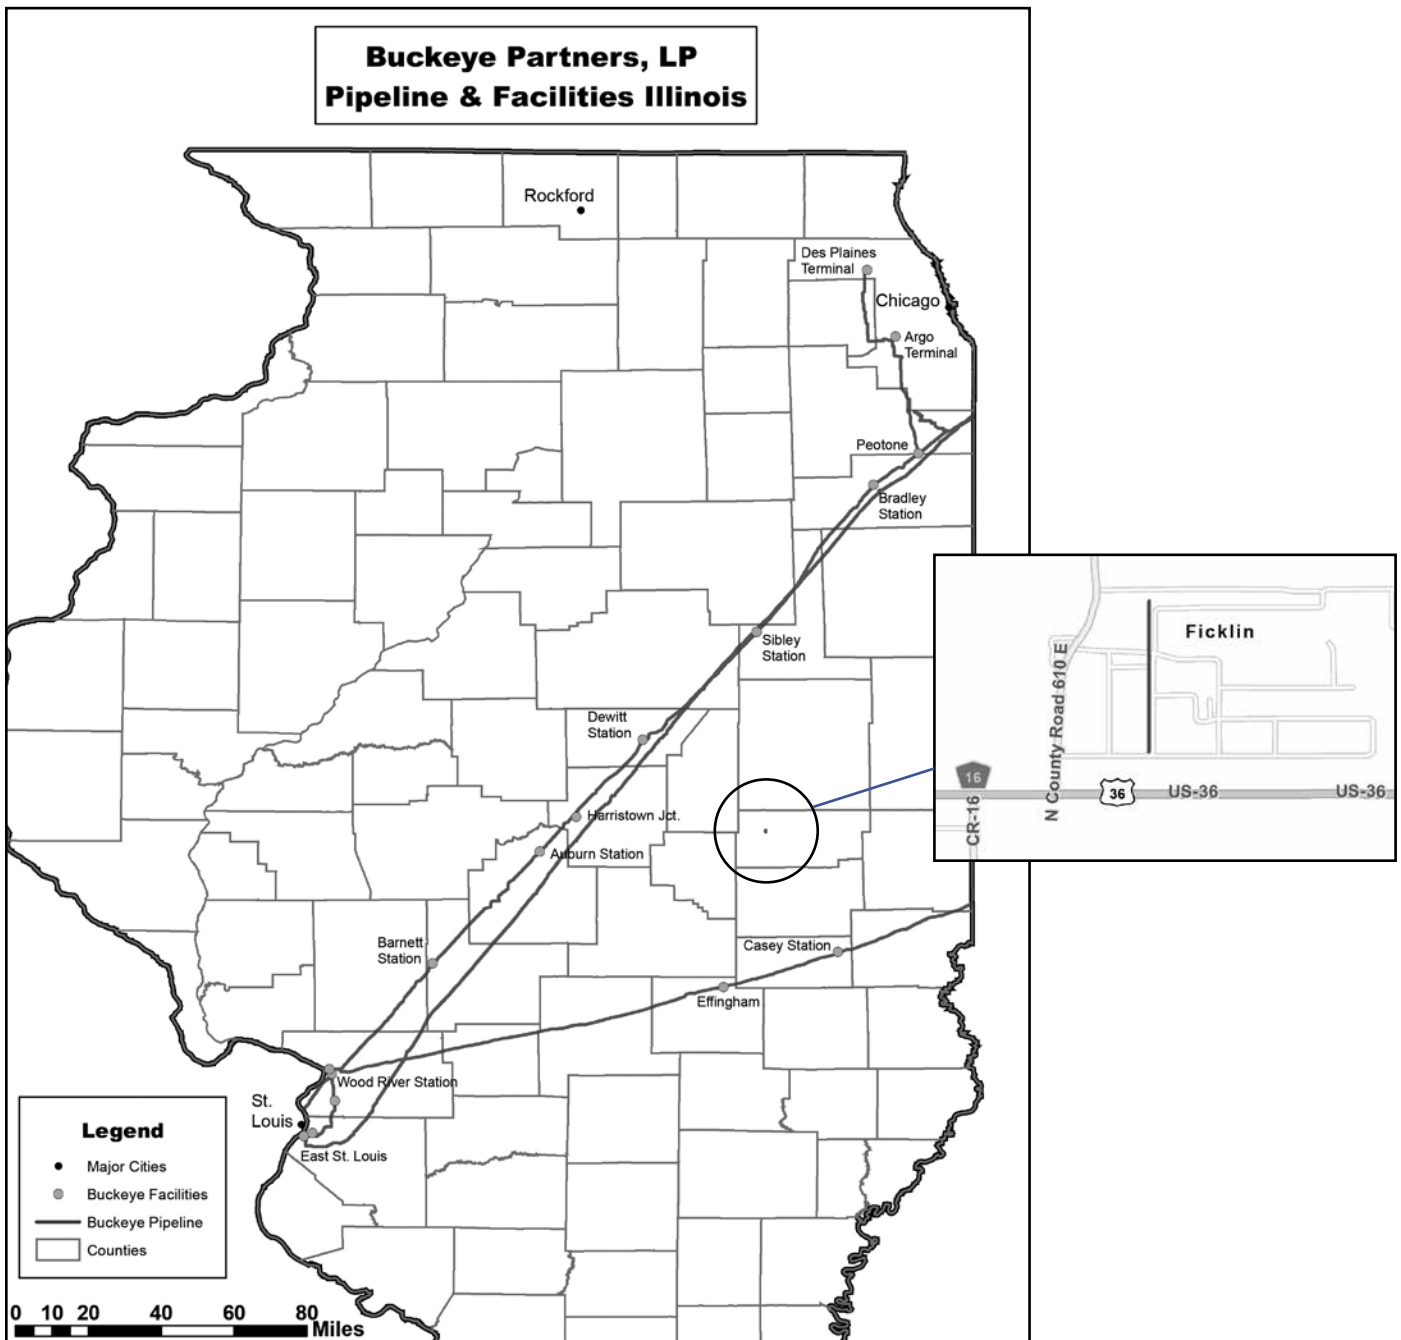 Buckeye Partners, LP
Pipeline & Facilities Illinois
Rockford
Des Plaines
Terminal
Chicago
Argo
Terminal
Peotone
Bradley
Station
Sibley
Station
Dewitt
Station
Harristown Jct.
Auburn Station
Barnett
Station
Casey Station
Effingham
Wood River Station
St.
Louis
East St. Louis
Ficklin
N County Road 610 E
16
CR-16
36
US-36
US-36
Legend
Major Cities
Buckeye Facilities
Buckeye Pipeline
Counties
0 10 20 40 60 80
Miles